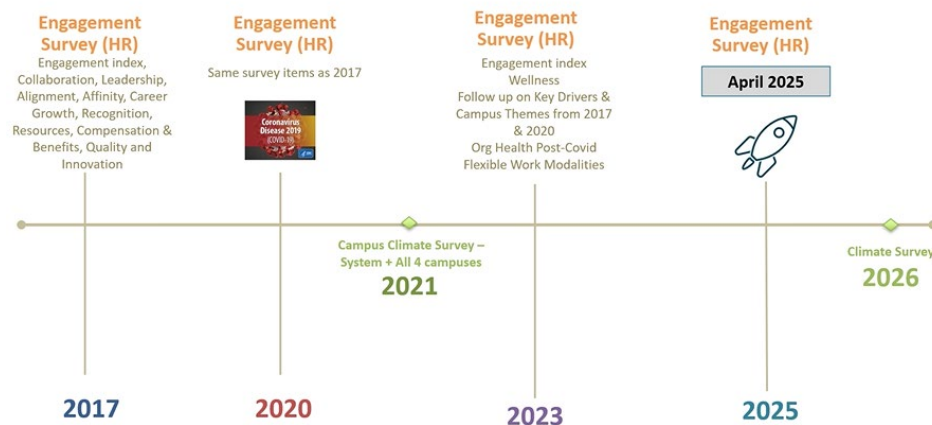 Engagement
Survey (HR)
Engagement index,
Collaboration, Leadership,
Alignment, Affinity, Career
Growth, Recognition,
Resources, Compensation &
Benefits, Quality and
Innovation
2017
Engagement
Survey (HR)
Same survey items as 2017
Coronavirus
Disease 2019
(COVID-19)
2020
Campus Climate Survey –
System + All 4 campuses
2021
Engagement
Survey (HR)
Engagement index
Wellness
Follow up on Key Drivers &
Campus Themes from 2017
& 2020
Org Health Post-Covid
Flexible Work Modalities
2023
Engagement
Survey (HR)
April 2025
2025
Climate Survey
2026